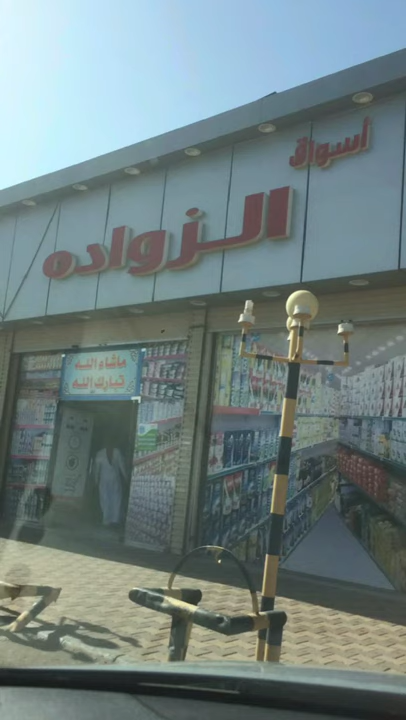 أسواق
الزواده
ماشاء الله
تبارك الله